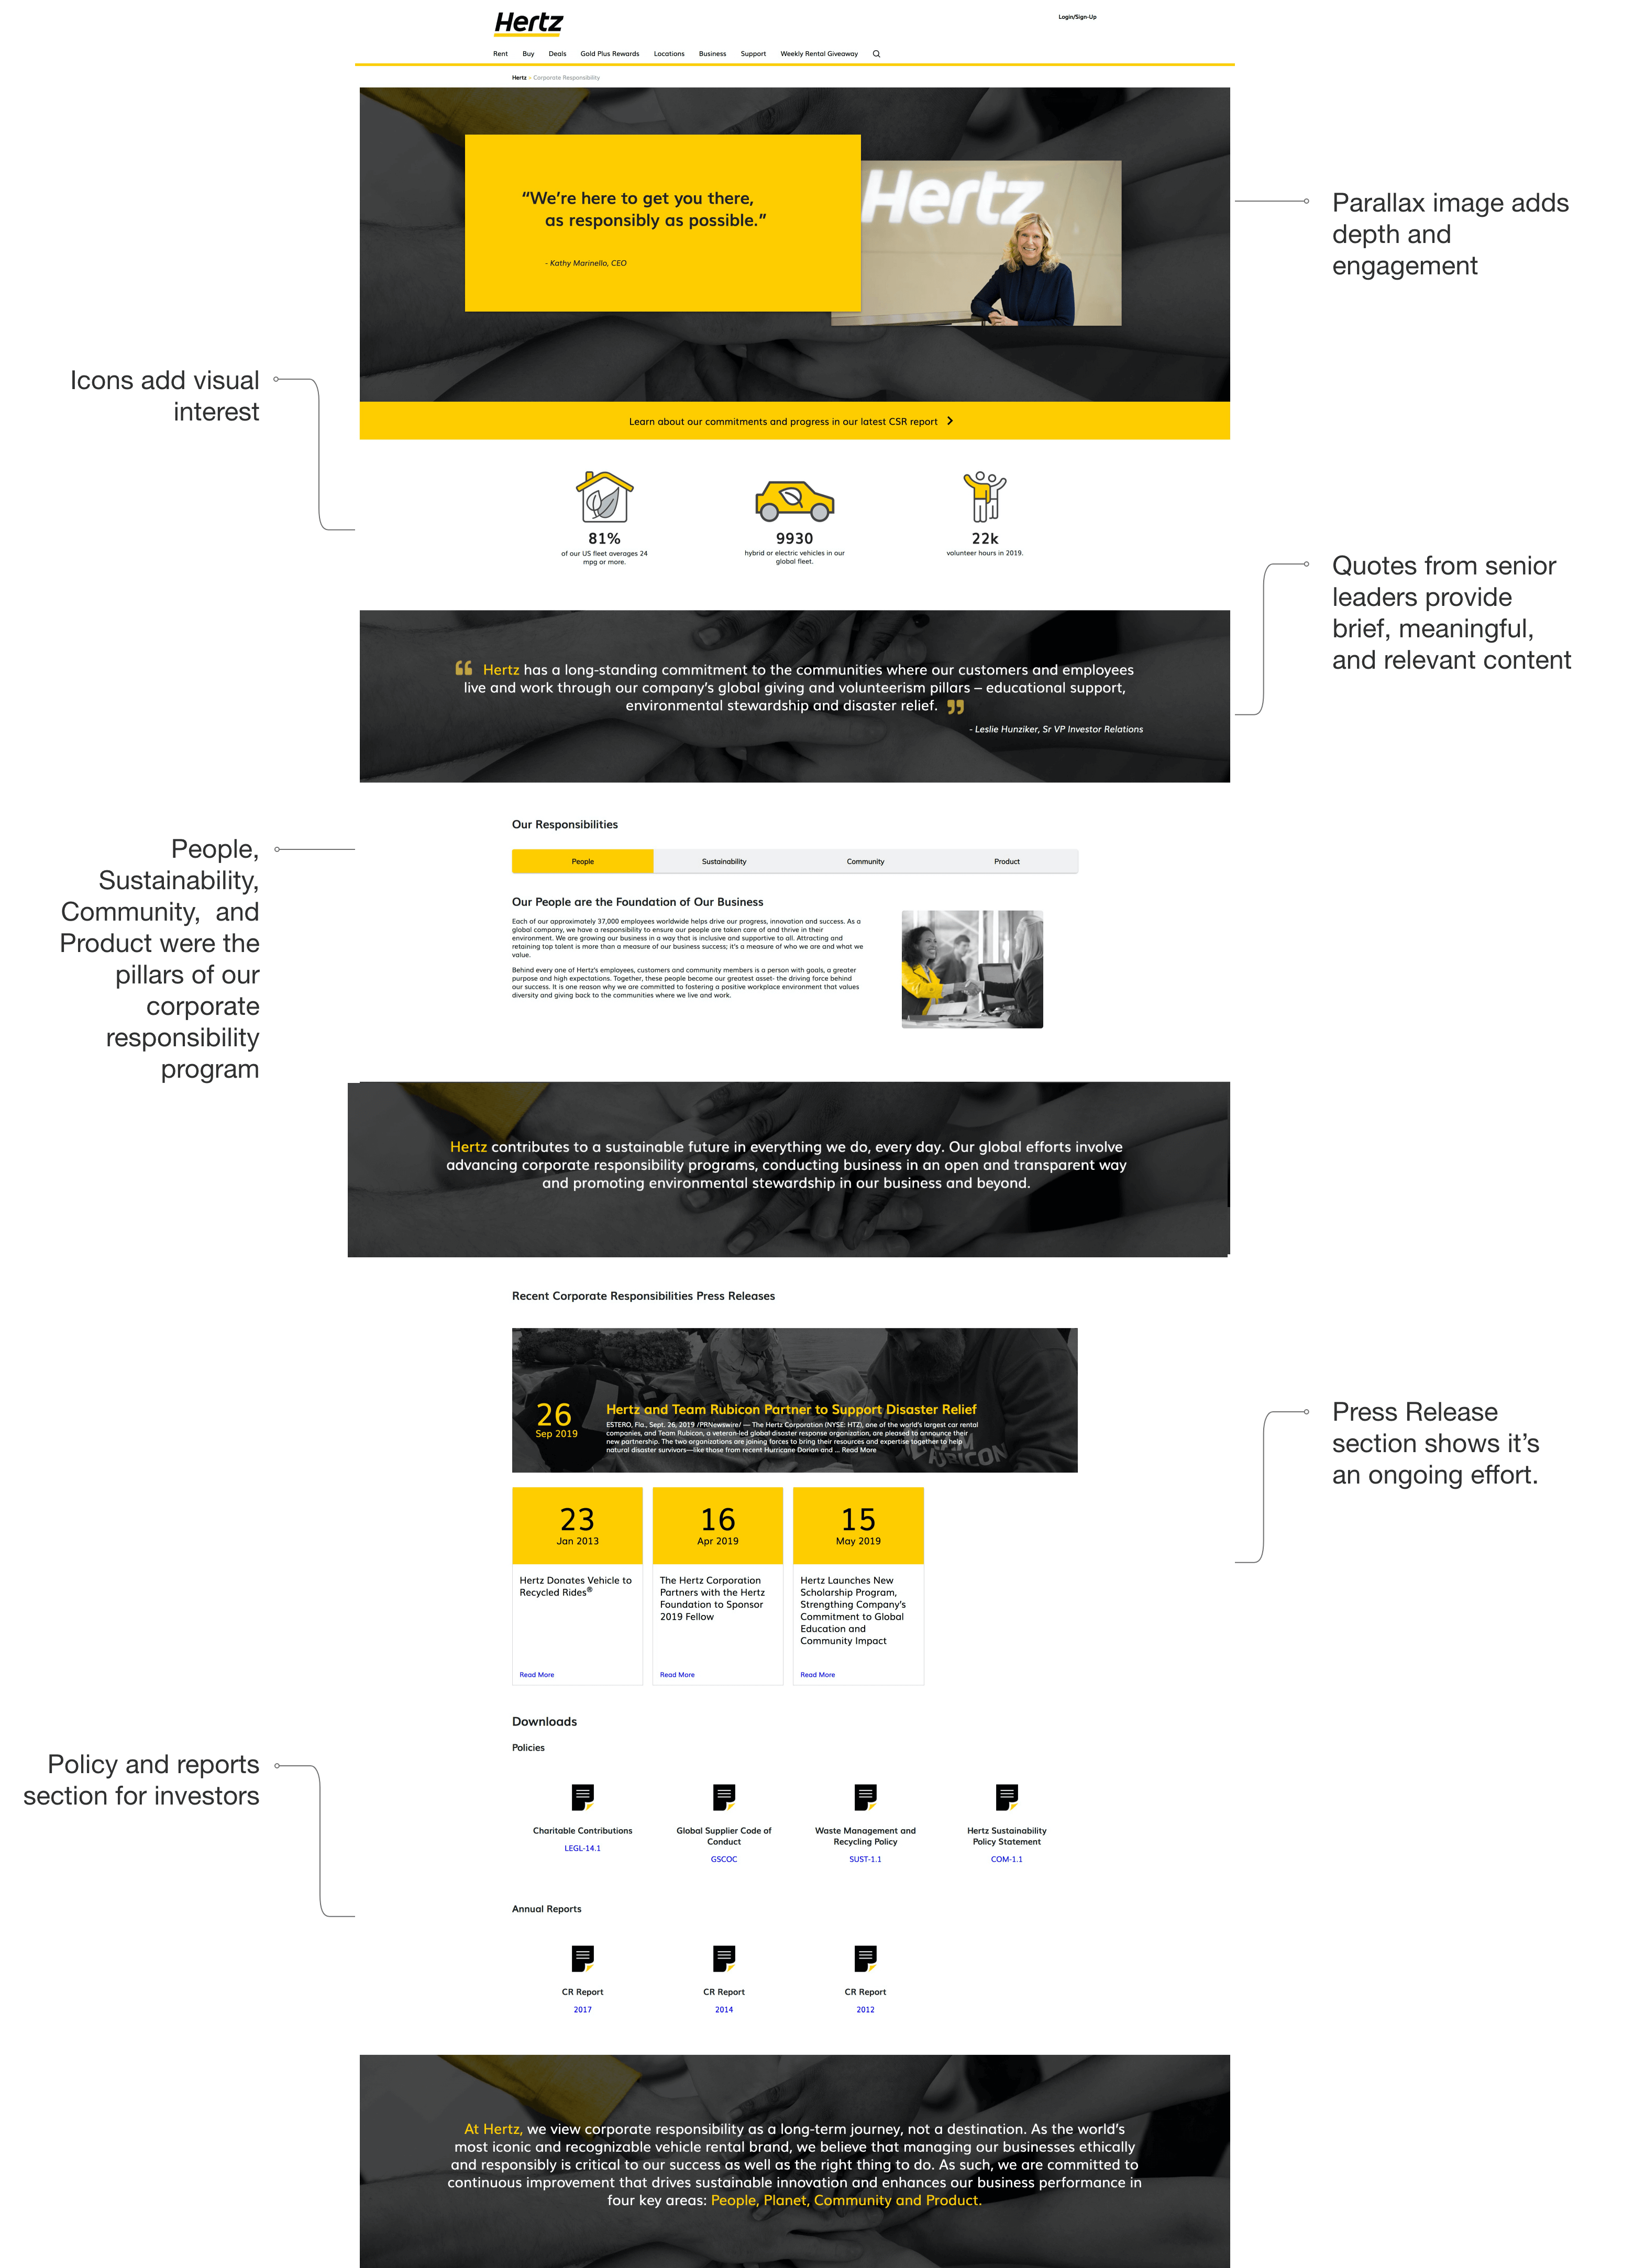 Hertz
Login/Sign-Up
Rent Buy Deals Gold Plus Rewards Locations Business Support Weekly Rental Giveaway
Hertz > Corporate Responsibility
“We’re here to get you there,
as responsibly as possible.”
- Kathy Marinello, CEO
Hertz
Parallax image adds
depth and
engagement
Icons add visual
interest
Learn about our commitments and progress in our latest CSR report
81%
of our US fleet averages 24
mpg or more.
9930
hybrid or electric vehicles in our
global fleet.
22k
volunteer hours in 2019.
Quotes from senior
leaders provide
brief, meaningful,
and relevant content
“ Hertz has a long-standing commitment to the communities where our customers and employees
live and work through our company’s global giving and volunteerism pillars – educational support,
environmental stewardship and disaster relief. ”
- Leslie Hunziker, Sr VP Investor Relations
People,
Sustainability,
Community, and
Product were the
pillars of our
corporate
responsibility
program
Our Responsibilities
People Sustainability Community Product
Our People are the Foundation of Our Business
Each of our approximately 37,000 employees worldwide helps drive our progress, innovation and success. As a
global company, we have a responsibility to ensure our people are taken care of and thrive in their
environment. We are growing our business in a way that is inclusive and supportive to all. Attracting and
retaining top talent is more than a measure of our business success; it's a measure of who we are and what we
value.
Behind every one of Hertz's employees, customers and community members is a person with goals, a greater
purpose and high expectations. Together, these people become our greatest asset- the driving force behind
our success. It is one reason why we are committed to fostering a positive workplace environment that values
diversity and giving back to the communities where we live and work.
Hertz contributes to a sustainable future in everything we do, every day. Our global efforts involve
advancing corporate responsibility programs, conducting business in an open and transparent way
and promoting environmental stewardship in our business and beyond.
Recent Corporate Responsibilities Press Releases
26
Sep 2019
Hertz and Team Rubicon Partner to Support Disaster Relief
ESTERO, Fla., Sept. 26, 2019 /PRNewswire/ — The Hertz Corporation (NYSE: HTZ), one of the world's largest car rental
companies, and Team Rubicon, a veteran-led global disaster response organization, are pleased to announce their
new partnership. The two organizations are joining forces to bring their resources and expertise together to help
natural disaster survivors—like those from recent Hurricane Dorian and ... Read More
Press Release
section shows it’s
an ongoing effort.
23
Jan 2013
Hertz Donates Vehicle to
Recycled Rides®
Read More
16
Apr 2019
The Hertz Corporation
Partners with the Hertz
Foundation to Sponsor
2019 Fellow
Read More
15
May 2019
Hertz Launches New
Scholarship Program,
Strengthing Company's
Commitment to Global
Education and
Community Impact
Read More
Policy and reports
section for investors
Downloads
Policies
Charitable Contributions
LEGL-14.1
Global Supplier Code of
Conduct
GSCOC
Waste Management and
Recycling Policy
SUST-1.1
Hertz Sustainability
Policy Statement
COM-1.1
Annual Reports
CR Report
2017
CR Report
2014
CR Report
2012
At Hertz, we view corporate responsibility as a long-term journey, not a destination. As the world’s
most iconic and recognizable vehicle rental brand, we believe that managing our businesses ethically
and responsibly is critical to our success as well as the right thing to do. As such, we are committed to
continuous improvement that drives sustainable innovation and enhances our business performance in
four key areas: People, Planet, Community and Product.